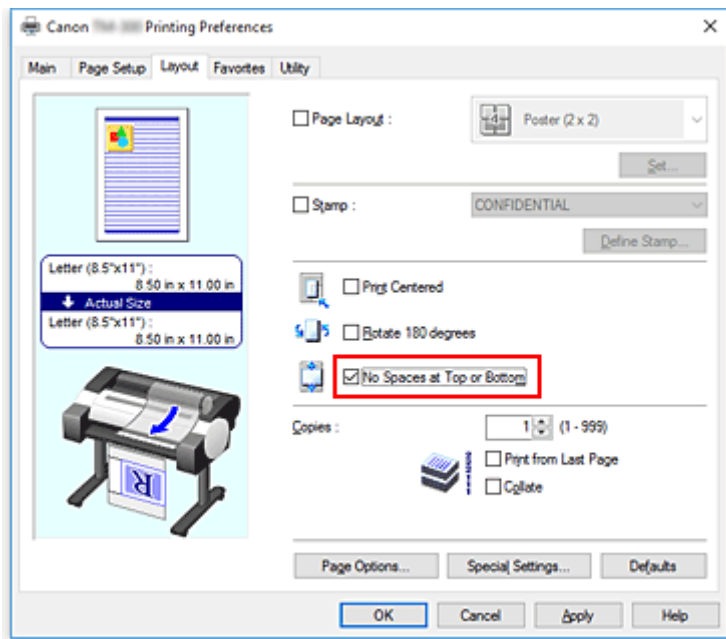 Canon Printing Preferences
Main Page Setup Layout Favorites Utility
Page Layout :
4
Poster (2 x 2)
Set...
Stamp :
CONFIDENTIAL
Define Stamp...
Letter (8.5"x11") :
8.50 in x 11.00 in
Actual Size
Letter (8.5"x11") :
8.50 in x 11.00 in
Print Centered
Rotate 180 degrees
No Spaces at Top or Bottom
Copies :
1 (1 - 999)
Print from Last Page
Collate
R
Page Options... Special Settings... Defaults
OK Cancel Apply Help